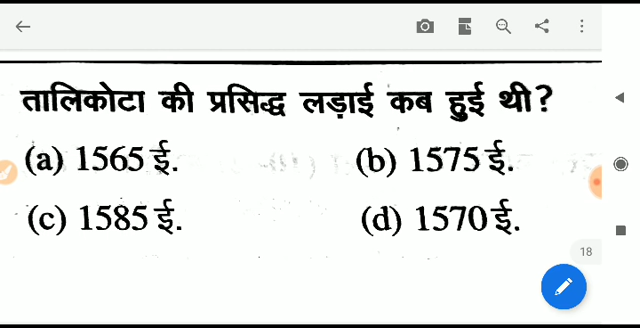 तालिकोटा की प्रसिद्ध लड़ाई कब हुई थी?
(a) 1565 ई. (b) 1575 ई.
(c) 1585 ई. (d) 1570 ई.
18